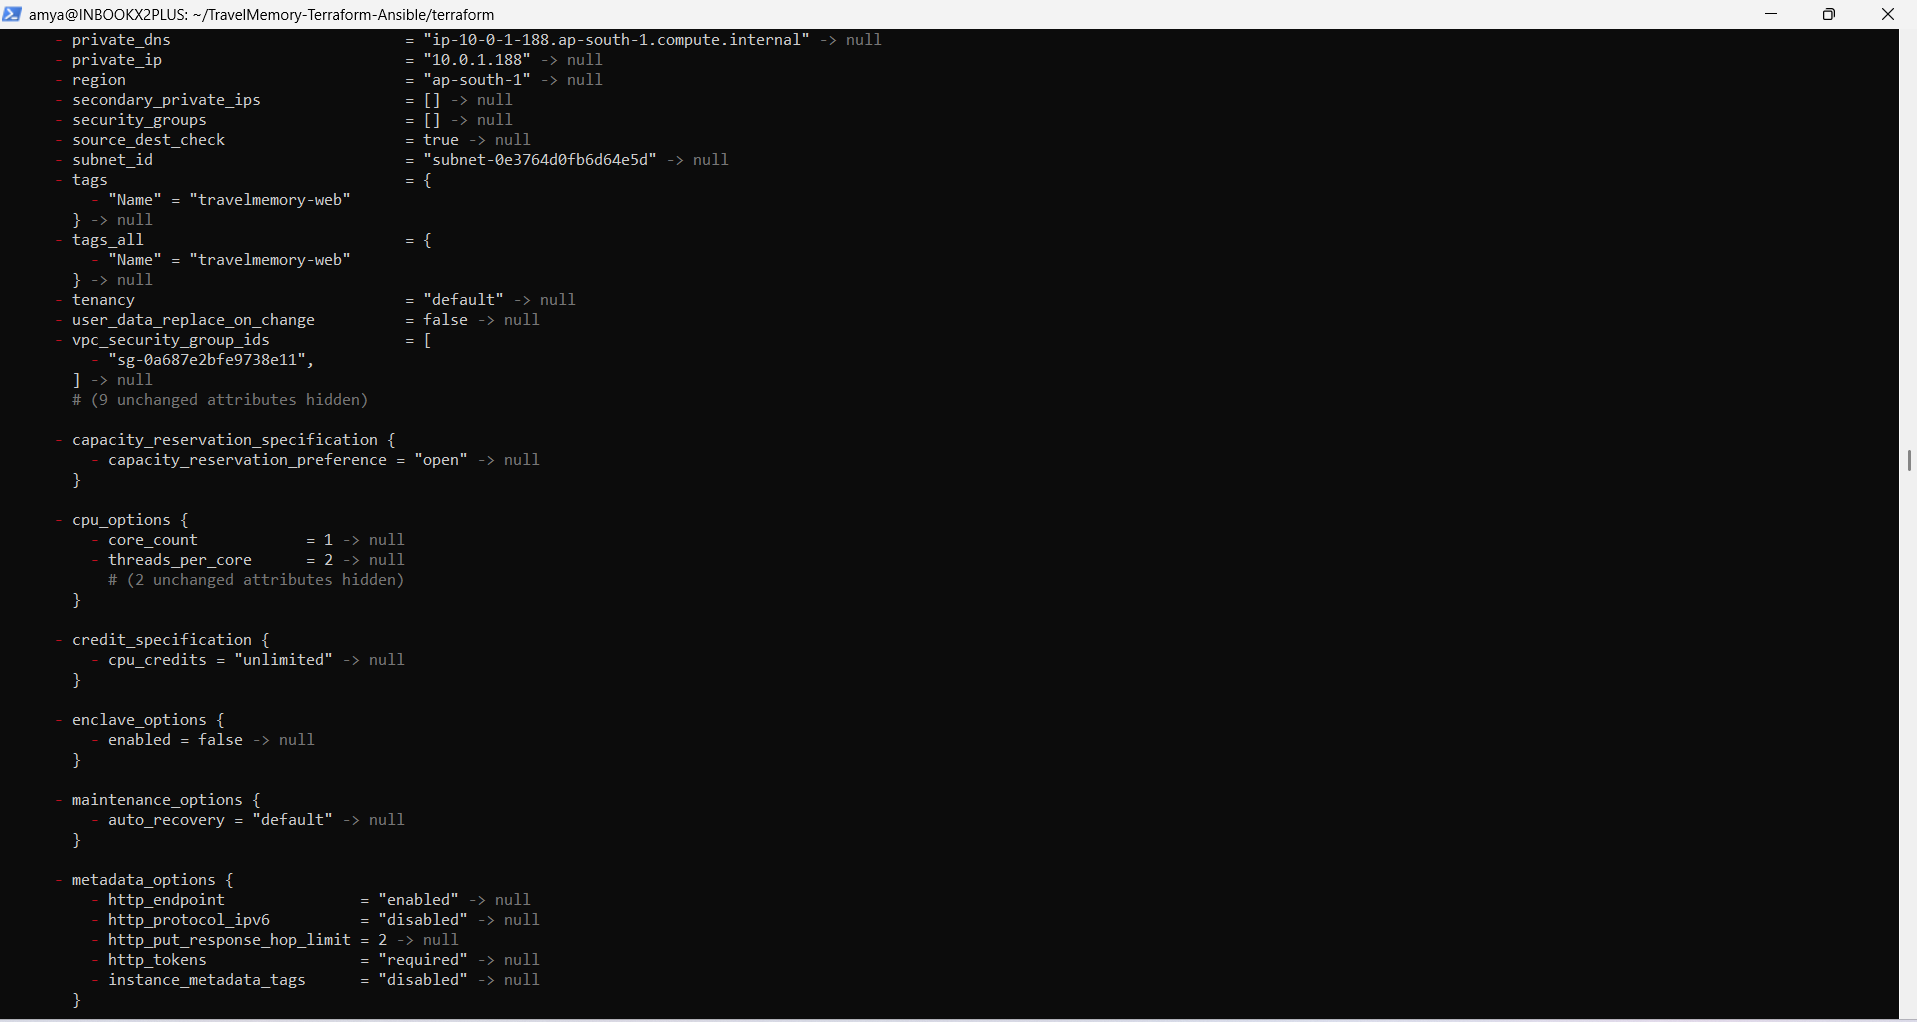 amya@INBOOKX2PLUS: ~/TravelMemory-Terraform-Ansible/terraform
- private_dns                          = "ip-10-0-1-188.ap-south-1.compute.internal" -> null
- private_ip                           = "10.0.1.188" -> null
- region                               = "ap-south-1" -> null
- secondary_private_ips                = [] -> null
- security_groups                      = [] -> null
- source_dest_check                    = true -> null
- subnet_id                            = "subnet-0e3764d0fb6d64e5d" -> null
- tags                                 = {
    - "Name" = "travelmemory-web"
  } -> null
- tags_all                             = {
    - "Name" = "travelmemory-web"
  } -> null
- tenancy                              = "default" -> null
- user_data_replace_on_change          = false -> null
- vpc_security_group_ids               = [
    - "sg-0a687e2bfe9738e11",
  ] -> null
  # (9 unchanged attributes hidden)

- capacity_reservation_specification {
    - capacity_reservation_preference = "open" -> null
  }

- cpu_options {
    - core_count            = 1 -> null
    - threads_per_core      = 2 -> null
      # (2 unchanged attributes hidden)
  }

- credit_specification {
    - cpu_credits = "unlimited" -> null
  }

- enclave_options {
    - enabled = false -> null
  }

- maintenance_options {
    - auto_recovery = "default" -> null
  }

- metadata_options {
    - http_endpoint               = "enabled" -> null
    - http_protocol_ipv6          = "disabled" -> null
    - http_put_response_hop_limit = 2 -> null
    - http_tokens                 = "required" -> null
    - instance_metadata_tags      = "disabled" -> null
  }